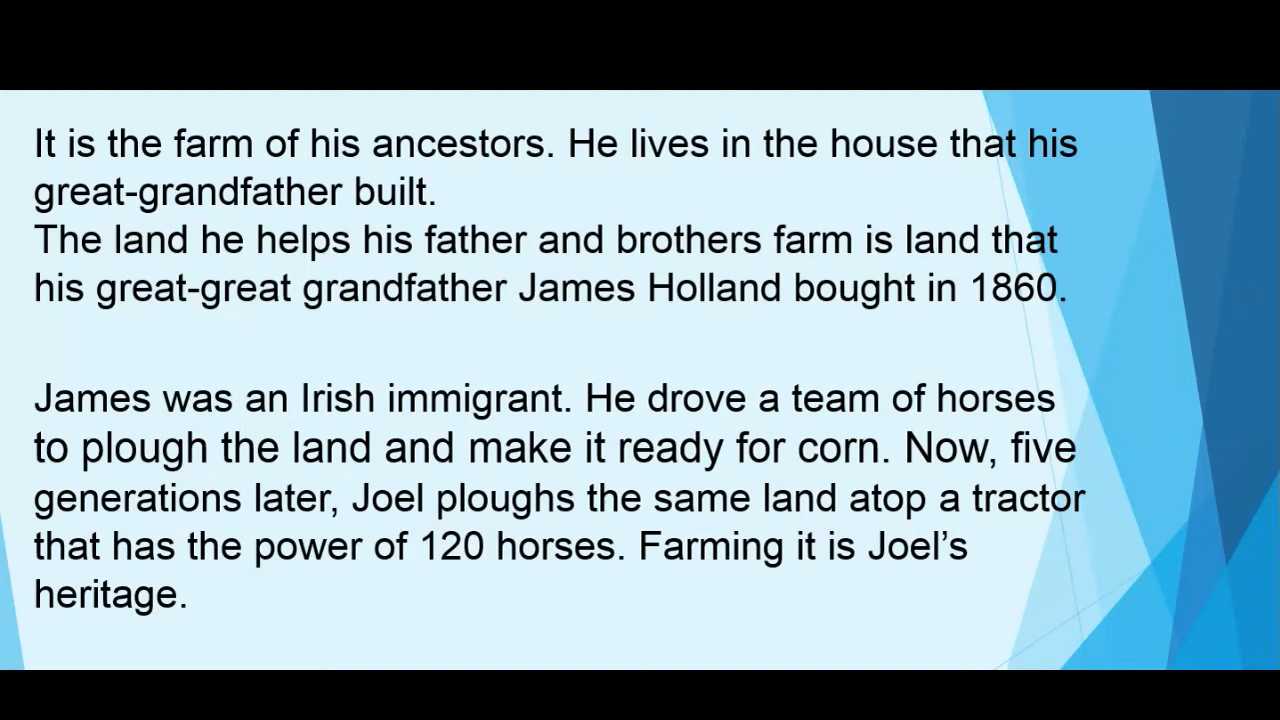 It is the farm of his ancestors. He lives in the house that his
great-grandfather built.
The land he helps his father and brothers farm is land that
his great-great grandfather James Holland bought in 1860.
James was an Irish immigrant. He drove a team of horses
to plough the land and make it ready for corn. Now, five
generations later, Joel ploughs the same land atop a tractor
that has the power of 120 horses. Farming it is Joel’s
heritage.